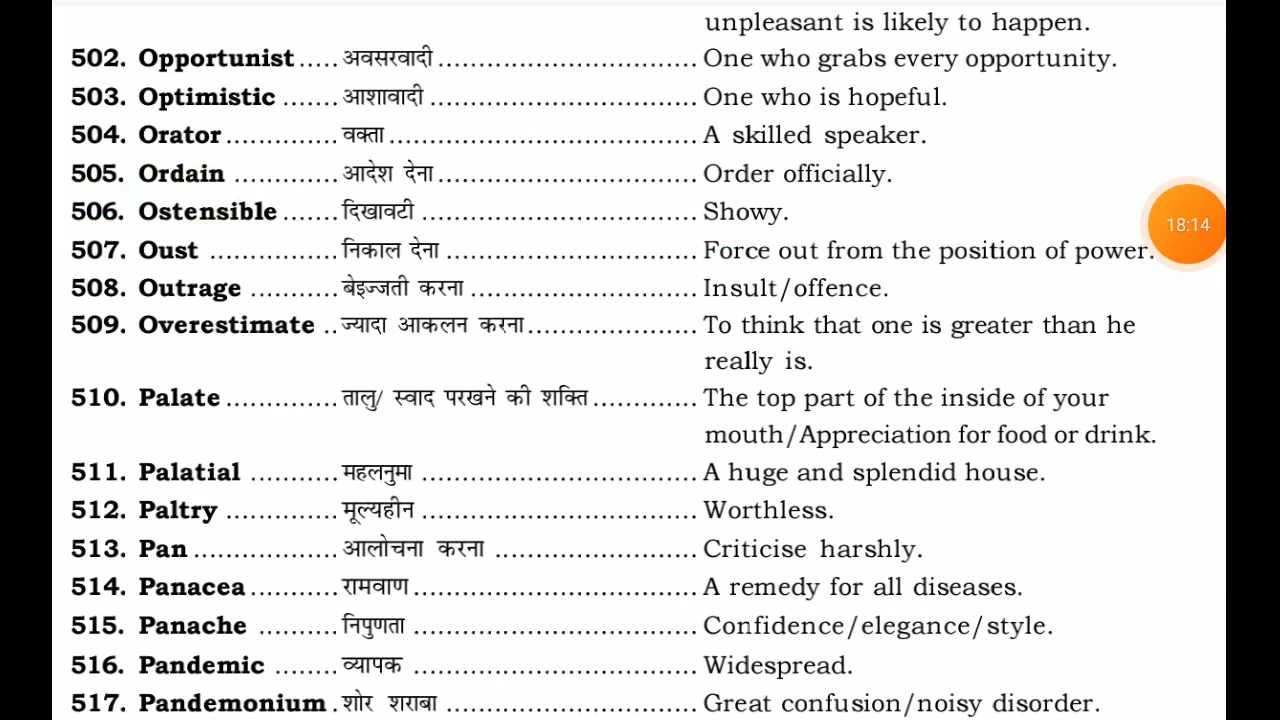 unpleasant is likely to happen.
502. Opportunist ..... अवसरवादी ................................. One who grabs every opportunity.
503. Optimistic ....... आशावादी .................................. One who is hopeful.
504. Orator ............. वक्ता ....................................... A skilled speaker.
505. Ordain ............ आदेश देना ................................. Order officially.
506. Ostensible ....... दिखावटी ................................... Showy.
507. Oust ............... निकाल देना ................................ Force out from the position of power.
508. Outrage .......... बेइज्जती करना ............................. Insult/offence.
509. Overestimate .. ज्यादा आकलन करना...................... To think that one is greater than he
really is.
510. Palate ............. तालु/ स्वाद परखने की शक्ति ............. The top part of the inside of your
mouth/Appreciation for food or drink.
511. Palatial .......... महलनुमा ................................... A huge and splendid house.
512. Paltry ............. मूल्यहीन ................................... Worthless.
513. Pan ................. आलोचना करना .......................... Criticise harshly.
514. Panacea ........... रामवाण .................................... A remedy for all diseases.
515. Panache .......... निपुणता .................................... Confidence/elegance/style.
516. Pandemic ........ व्यापक .................................... Widespread.
517. Pandemonium . शोर शराबा ................................ Great confusion/noisy disorder.
18:14